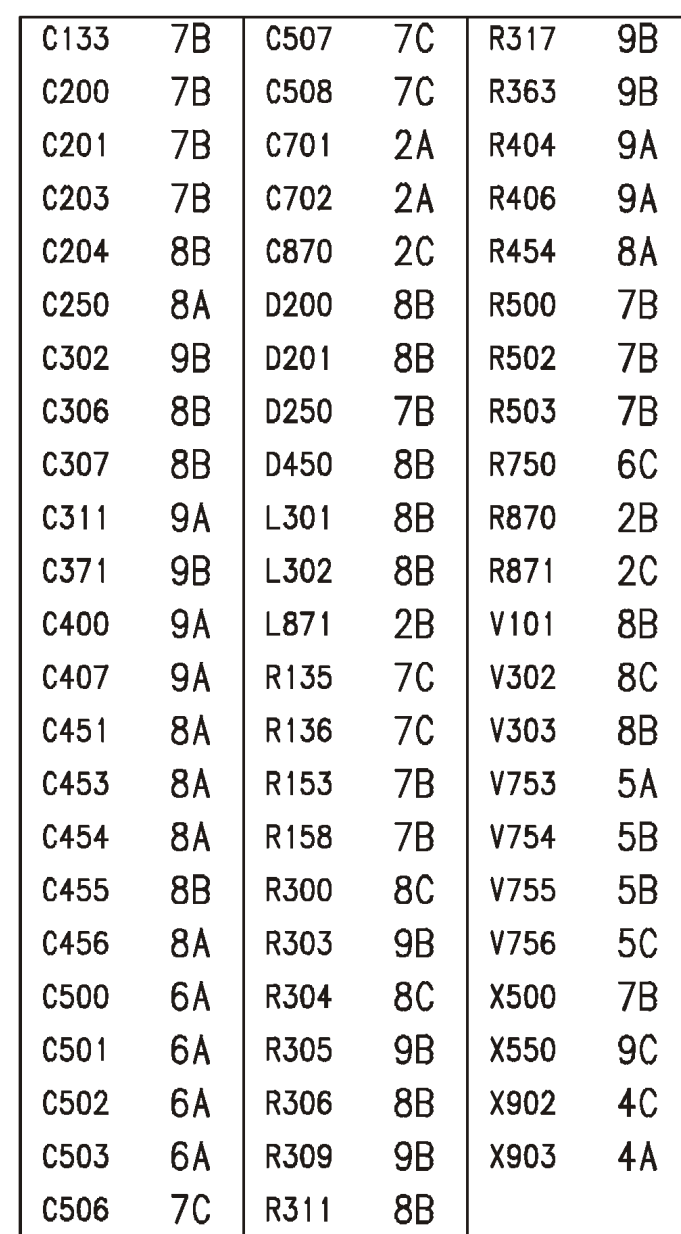 C133 7B C507 7C R317 9B
C200 7B C508 7C R363 9B
C201 7B C701 2A R404 9A
C203 7B C702 2A R406 9A
C204 8B C870 2C R454 8A
C250 8A D200 8B R500 7B
C302 9B D201 8B R502 7B
C306 8B D250 7B R503 7B
C307 8B D450 8B R750 6C
C311 9A L301 8B R870 2B
C371 9B L302 8B R871 2C
C400 9A L871 2B V101 8B
C407 9A R135 7C V302 8C
C451 8A R136 7C V303 8B
C453 8A R153 7B V753 5A
C454 8A R158 7B V754 5B
C455 8B R300 8C V755 5B
C456 8A R303 9B V756 5C
C500 6A R304 8C X500 7B
C501 6A R305 9B X550 9C
C502 6A R306 8B X902 4C
C503 6A R309 9B X903 4A
C506 7C R311 8B